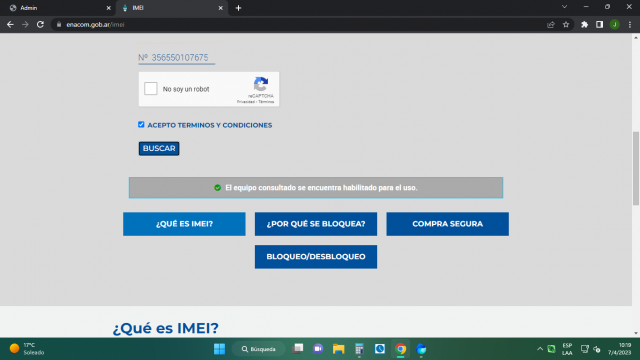 Admin
IMEI
enacom.gob.ar/imei
Nº 356550107675
No soy un robot
reCAPTCHA
Privacidad - Términos
ACEPTO TERMINOS Y CONDICIONES
BUSCAR
El equipo consultado se encuentra habilitado para el uso.
¿QUÉ ES IMEI?
¿POR QUÉ SE BLOQUEA?
COMPRA SEGURA
BLOQUEO/DESBLOQUEO
¿Qué es IMEI?
17°C
Soleado
Búsqueda
ESP
LAA
10:19
7/4/2023
J